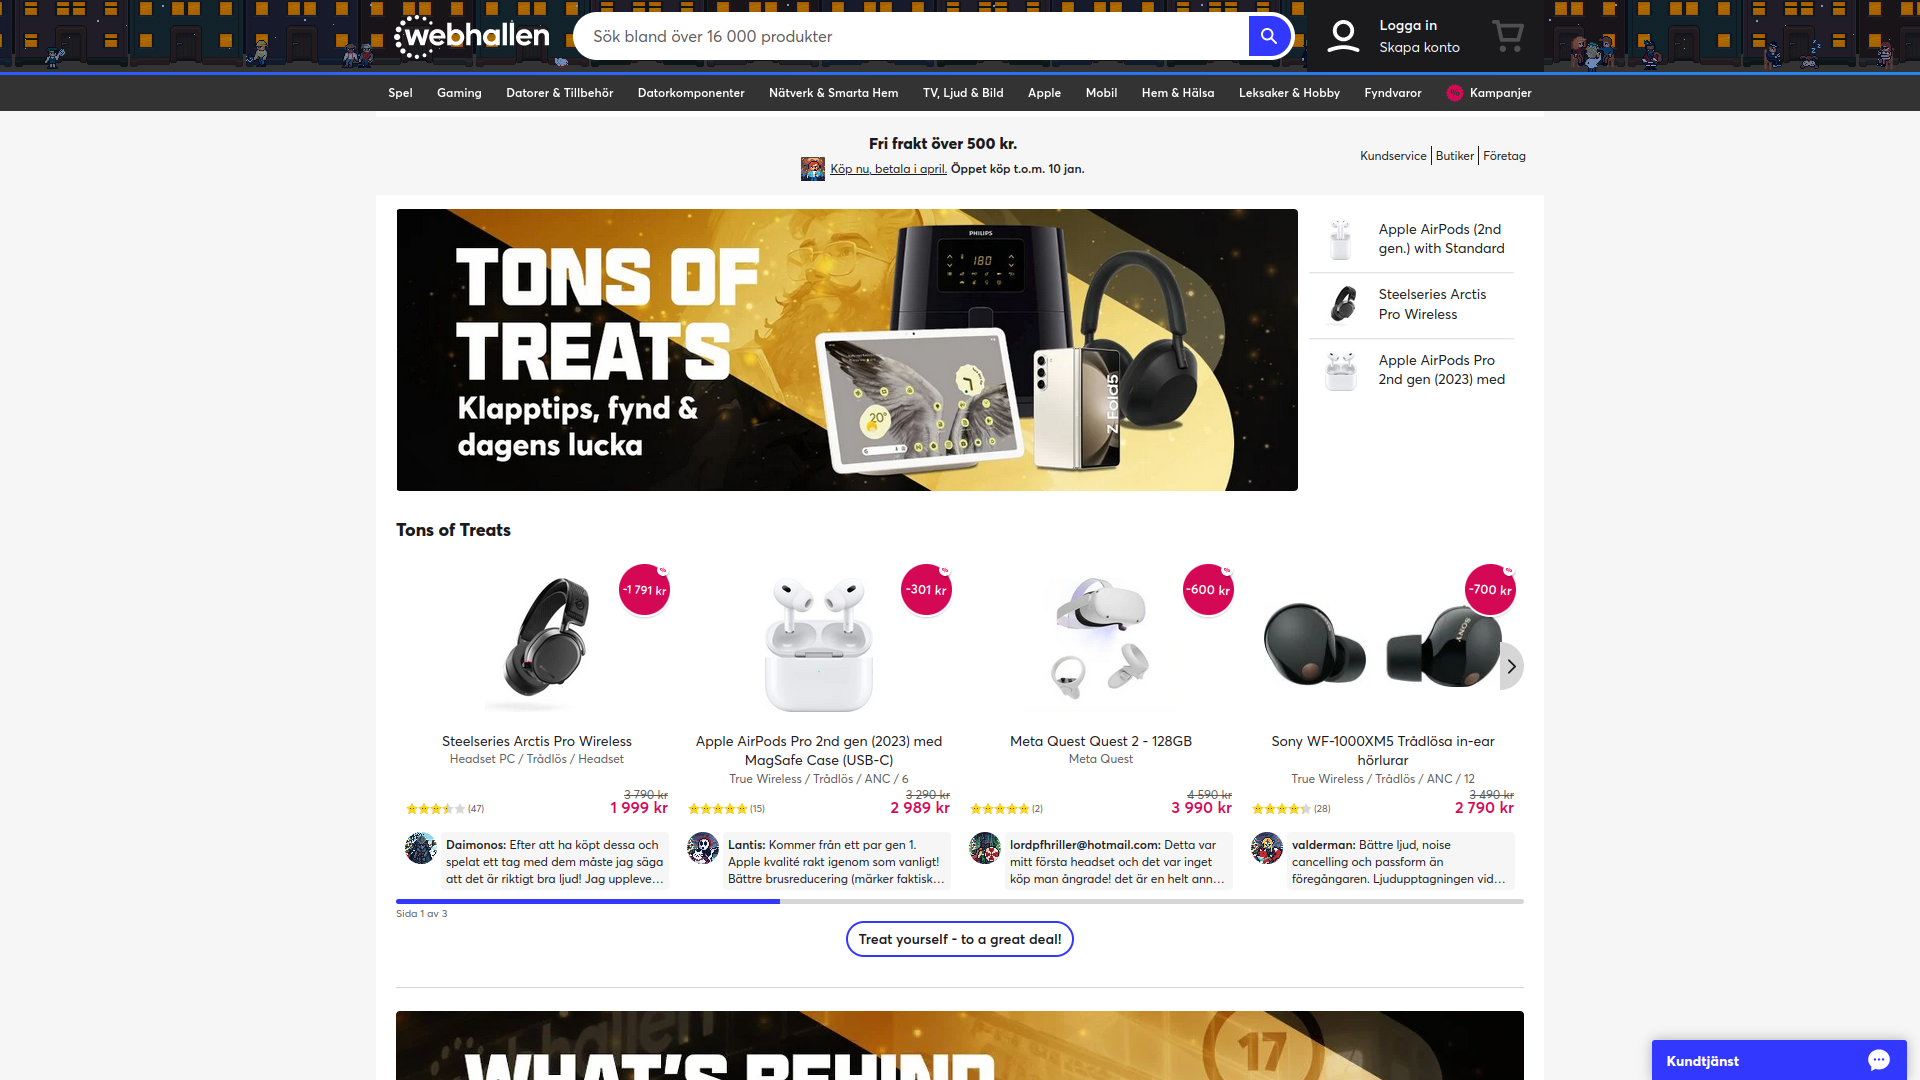 webhallen
Sök bland över 16 000 produkter
Logga in
Skapa konto
Spel
Gaming
Datorer & Tillbehör
Datorkomponenter
Nätverk & Smarta Hem
TV, Ljud & Bild
Apple
Mobil
Hem & Hälsa
Leksaker & Hobby
Fyndvaror
Kampanjer
Fri frakt över 500 kr.
Köp nu, betala i april. Öppet köp t.o.m. 10 jan.
Kundservice
Butiker
Företag
TONS OF
TREATS
Klapptips, fynd &
dagens lucka
PHILIPS
180
20°
Z Fold5
Apple AirPods (2nd
gen.) with Standard
Steelseries Arctis
Pro Wireless
Apple AirPods Pro
2nd gen (2023) med
Tons of Treats
-1 791 kr
Steelseries Arctis Pro Wireless
Headset PC / Trådlös / Headset
3 790 kr
(47)
1 999 kr
Daimonos: Efter att ha köpt dessa och
spelat ett tag med dem måste jag säga
att det är riktigt bra ljud! Jag uppleve...
-301 kr
Apple AirPods Pro 2nd gen (2023) med
MagSafe Case (USB-C)
True Wireless / Trådlös / ANC / 6
3 290 kr
(15)
2 989 kr
Lantis: Kommer från ett par gen 1.
Apple kvalité rakt igenom som vanligt!
Bättre brusreducering (märker faktisk...
-600 kr
Meta Quest Quest 2 - 128GB
Meta Quest
4 590 kr
(2)
3 990 kr
lordpfhriller@hotmail.com: Detta var
mitt första headset och det var inget
köp man ångrade! det är en helt ann...
-700 kr
SONY
Sony WF-1000XM5 Trådlösa in-ear
hörlurar
True Wireless / Trådlös / ANC / 12
3 490 kr
(28)
2 790 kr
valderman: Bättre ljud, noise
cancelling och passform än
föregångaren. Ljudupptagningen vid...
Sida 1 av 3
Treat yourself - to a great deal!
webhallen
17
WHAT'S BEHIND
Kundtjänst